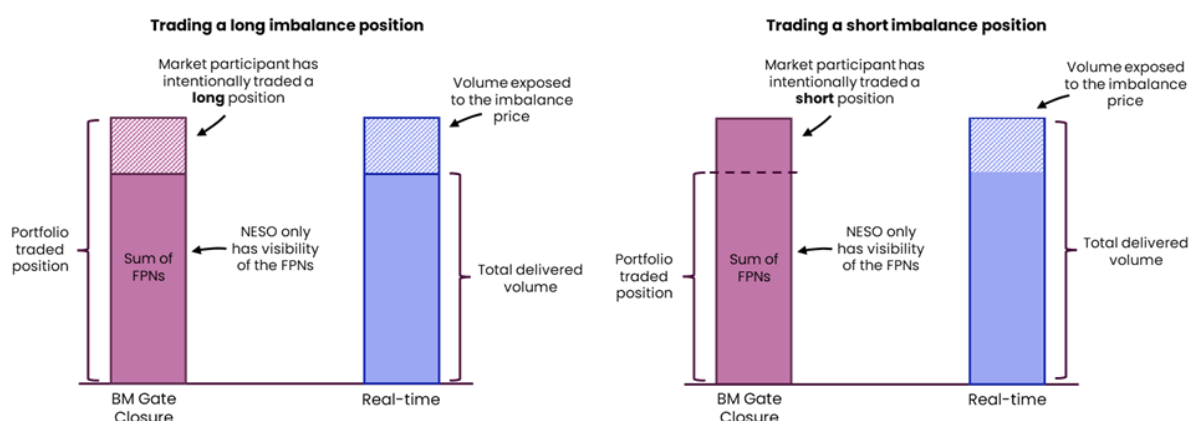 Trading a long imbalance position
Market participant has
intentionally traded a
long position
Volume exposed
to the imbalance
price
Portfolio
traded
position
Sum of
FPNs
NESO only
has visibility
of the FPNs
Total delivered
volume
BM Gate
Closure
Real-time
Trading a short imbalance position
Market participant has
intentionally traded a
short position
Volume exposed
to the imbalance
price
Portfolio
traded
position
Sum of
FPNs
NESO only
has visibility
of the FPNs
Total delivered
volume
BM Gate
Closure
Real-time